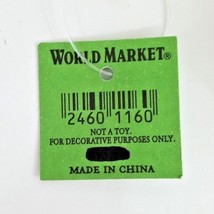 WORLD MARKET®
2460 1160
NOT A TOY.
FOR DECORATIVE PURPOSES ONLY.
MADE IN CHINA